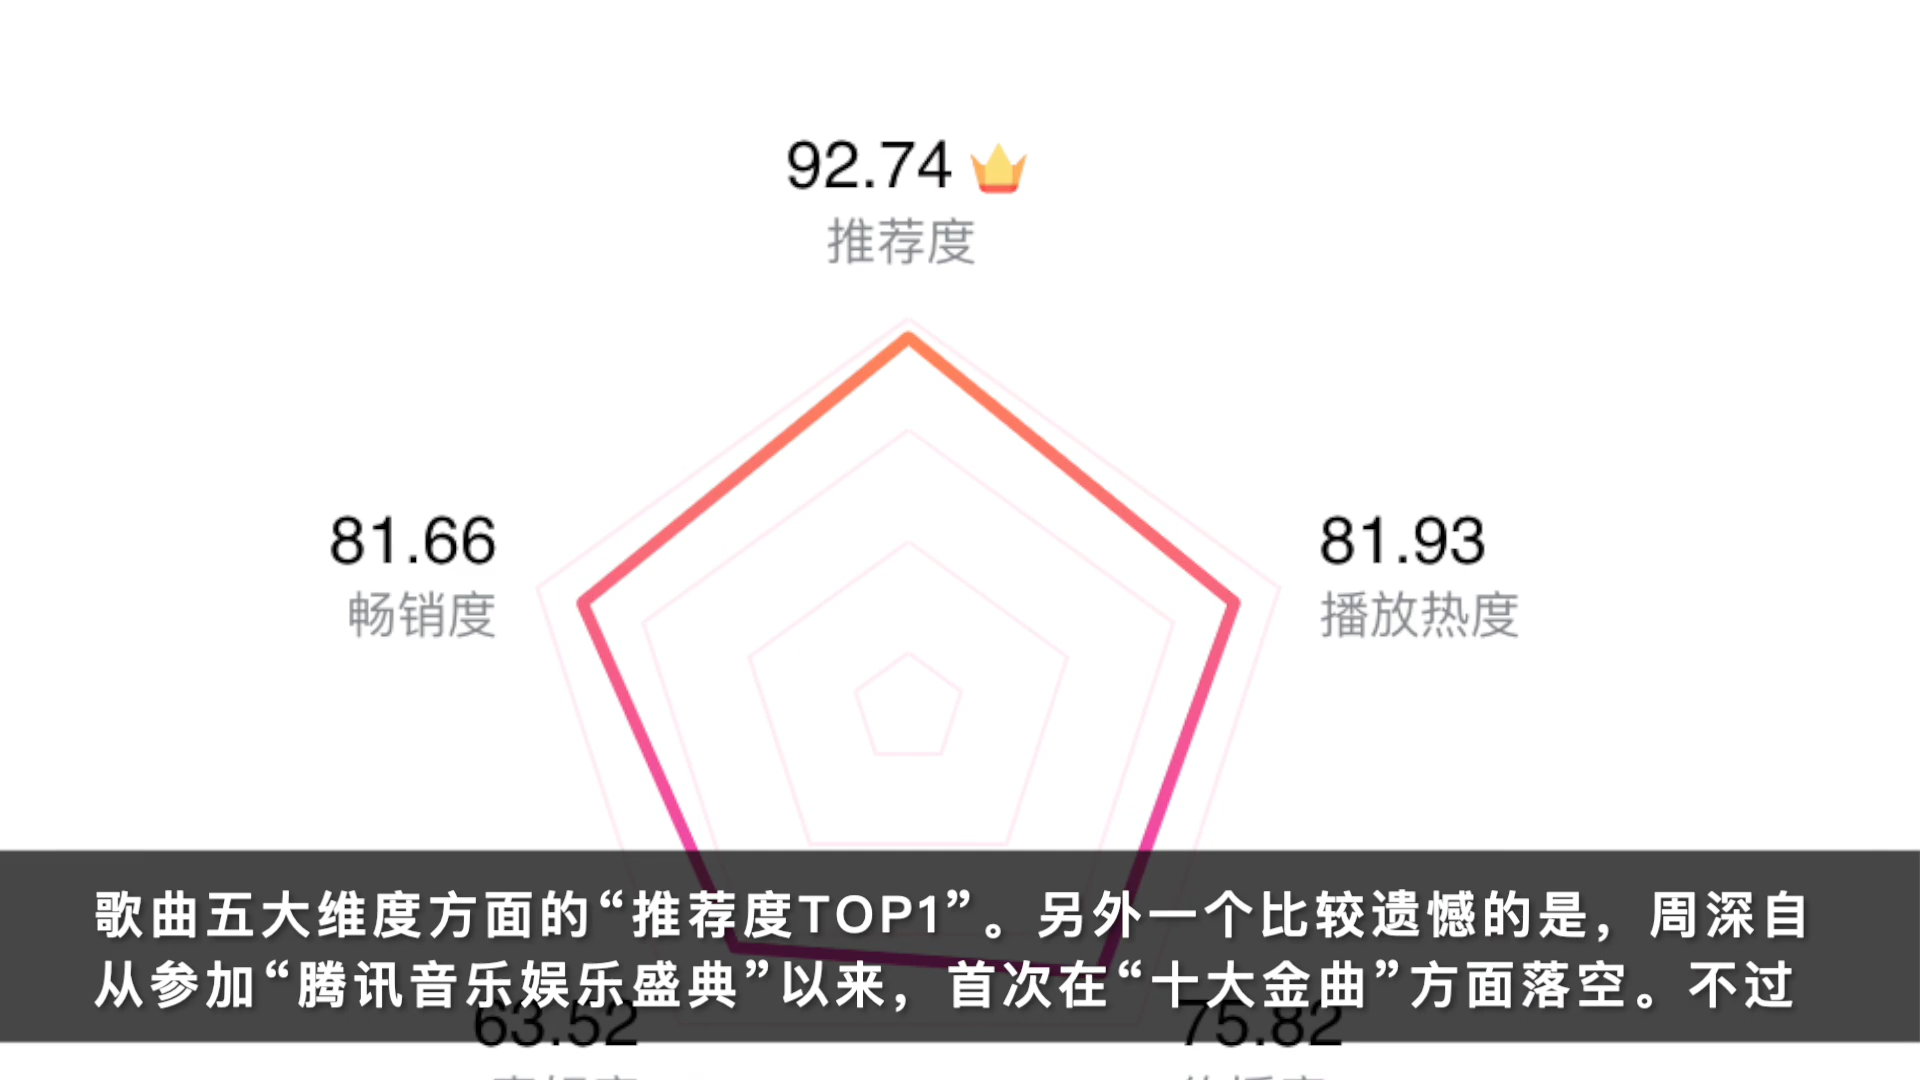 92.74
推荐度
81.66
畅销度
81.93
播放热度
歌曲五大维度方面的“推荐度TOP1”。另外一个比较遗憾的是，周深自
从参加“腾讯音乐娱乐盛典”以来，首次在“十大金曲”方面落空。不过
63.52
75.82